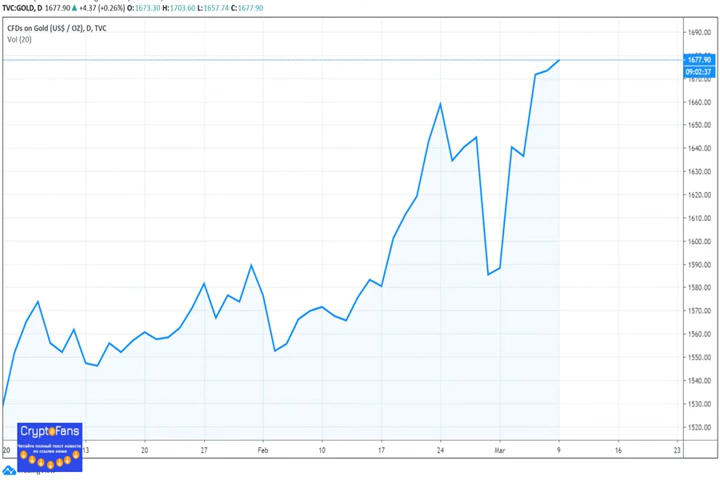 TVC:GOLD, D 1677.90 ▲ +4.37 (+0.26%) O:1673.30 H:1703.60 L:1657.74 C:1677.90
CFDs on Gold (US$ / OZ), D, TVC
Vol (20)
1690.00
1677.90
09:02:37
1670.00
1660.00
1650.00
1640.00
1630.00
1620.00
1610.00
1600.00
1590.00
1580.00
1570.00
1560.00
1550.00
1540.00
1530.00
1520.00
CryptoFans
Читайте полный текст новости
по ссылке ниже
20 13 20 27 Feb 10 17 24 Mar 9 16 23